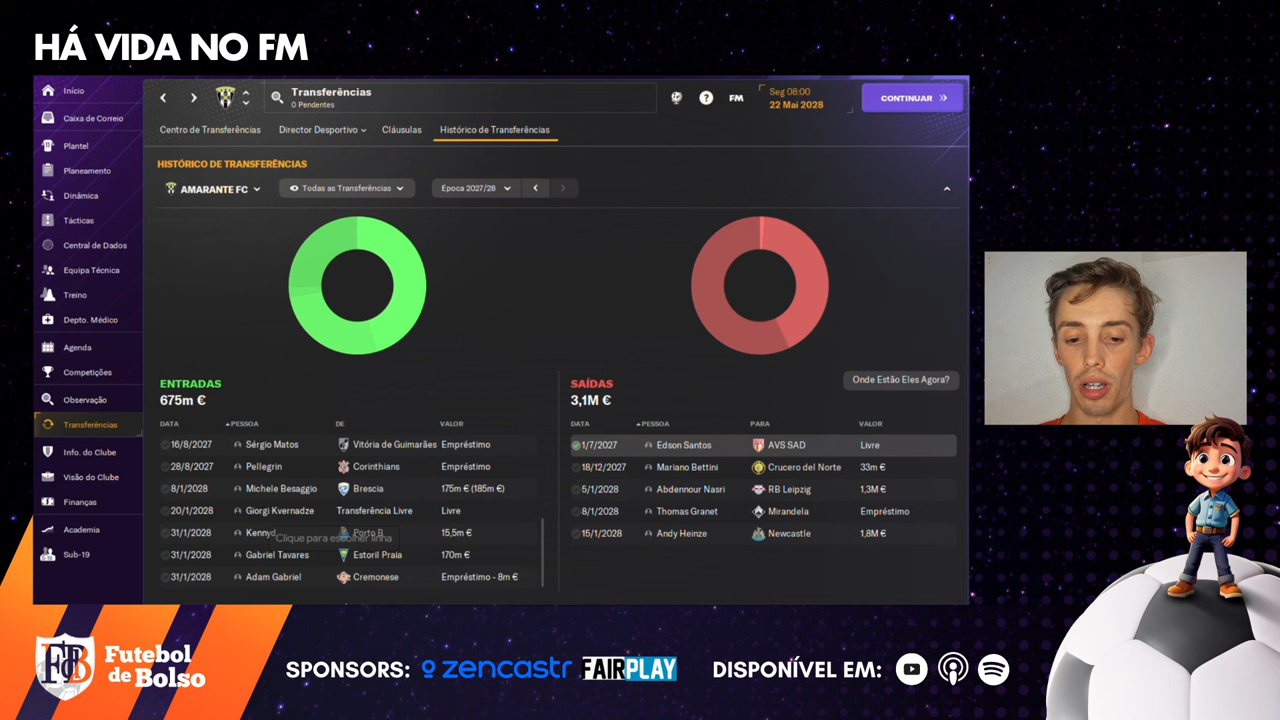 HÁ VIDA NO FM
Início
Caixa de Correio
Plantel
Planeamento
Dinâmica
Tácticas
Central de Dados
Equipa Técnica
Treino
Depto. Médico
Agenda
Competições
Observação
Transferências
Info. do Clube
Visão do Clube
Finanças
Academia
Sub-19
Transferências
0 Pendentes
FM
Seg 08:00
22 Mai 2028
CONTINUAR
Centro de Transferências Director Desportivo Cláusulas Histórico de Transferências
HISTÓRICO DE TRANSFERÊNCIAS
AMARANTE FC Todas as Transferências Época 2027/28
ENTRADAS
675m €
DATA PESSOA DE VALOR
16/8/2027 Sérgio Matos Vitória de Guimarães Empréstimo
28/8/2027 Pellegrin Corinthians Empréstimo
8/1/2028 Michele Besaggio Brescia 175m € (185m €)
20/1/2028 Giorgi Kvernadze Transferência Livre Livre
31/1/2028 Kennyd Porto B 15,5m €
Clique para escolher linha
31/1/2028 Gabriel Tavares Estoril Praia 170m €
31/1/2028 Adam Gabriel Cremonese Empréstimo - 8m €
SAÍDAS
3,1M €
Onde Estão Eles Agora?
DATA PESSOA PARA VALOR
1/7/2027 Edson Santos AVS SAD Livre
18/12/2027 Mariano Bettini Crucero del Norte 33m €
5/1/2028 Abdennour Nasri RB Leipzig 1,3M €
8/1/2028 Thomas Granet Mirandela Empréstimo
15/1/2028 Andy Heinze Newcastle 1,8M €
FdB
Futebol
de Bolso
SPONSORS: zencastr FAIRPLAY DISPONÍVEL EM: